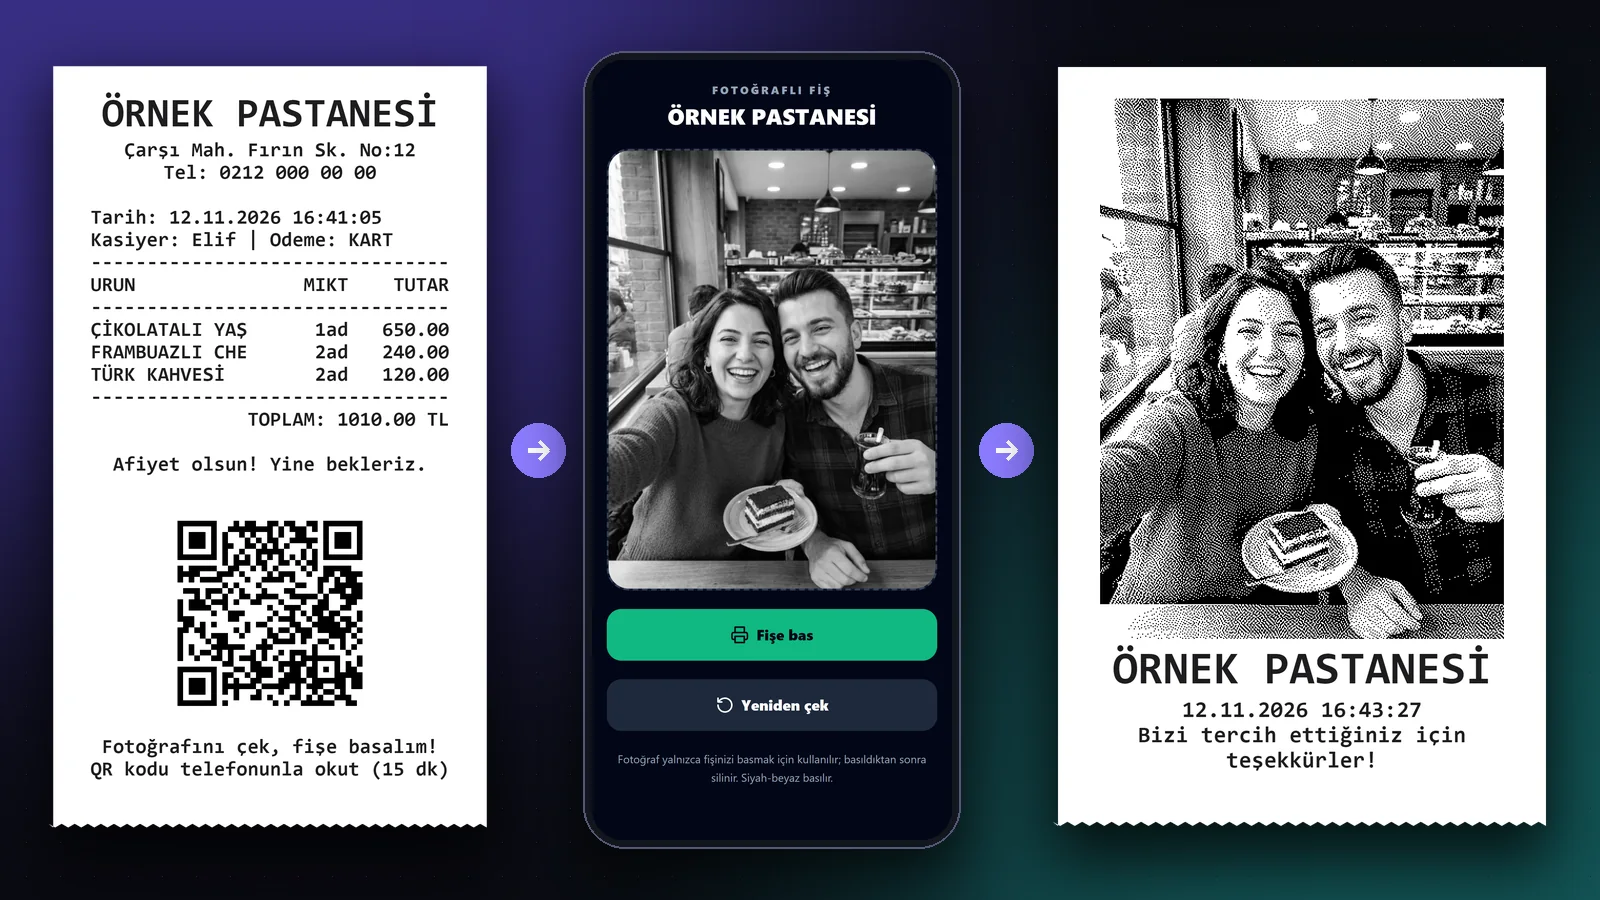 ÖRNEK PASTANESİ
Çarşı Mah. Fırın Sk. No:12
Tel: 0212 000 00 00
Tarih: 12.11.2026 16:41:05
Kasiyer: Elif | Odeme: KART
--------------------------------
URUN MIKT TUTAR
--------------------------------
ÇİKOLATALI YAŞ 1ad 650.00
FRAMBUAZLI CHE 2ad 240.00
TÜRK KAHVESİ 2ad 120.00
--------------------------------
TOPLAM: 1010.00 TL
Afiyet olsun! Yine bekleriz.
Fotoğrafını çek, fişe basalım!
QR kodu telefonunla okut (15 dk)
FOTOĞRAFLI FİŞ
ÖRNEK PASTANESİ
Fişe bas
Yeniden çek
Fotoğraf yalnızca fişinizi basmak için kullanılır; basıldıktan sonra
silinir. Siyah-beyaz basılır.
ÖRNEK PASTANESİ
12.11.2026 16:43:27
Bizi tercih ettiğiniz için
teşekkürler!